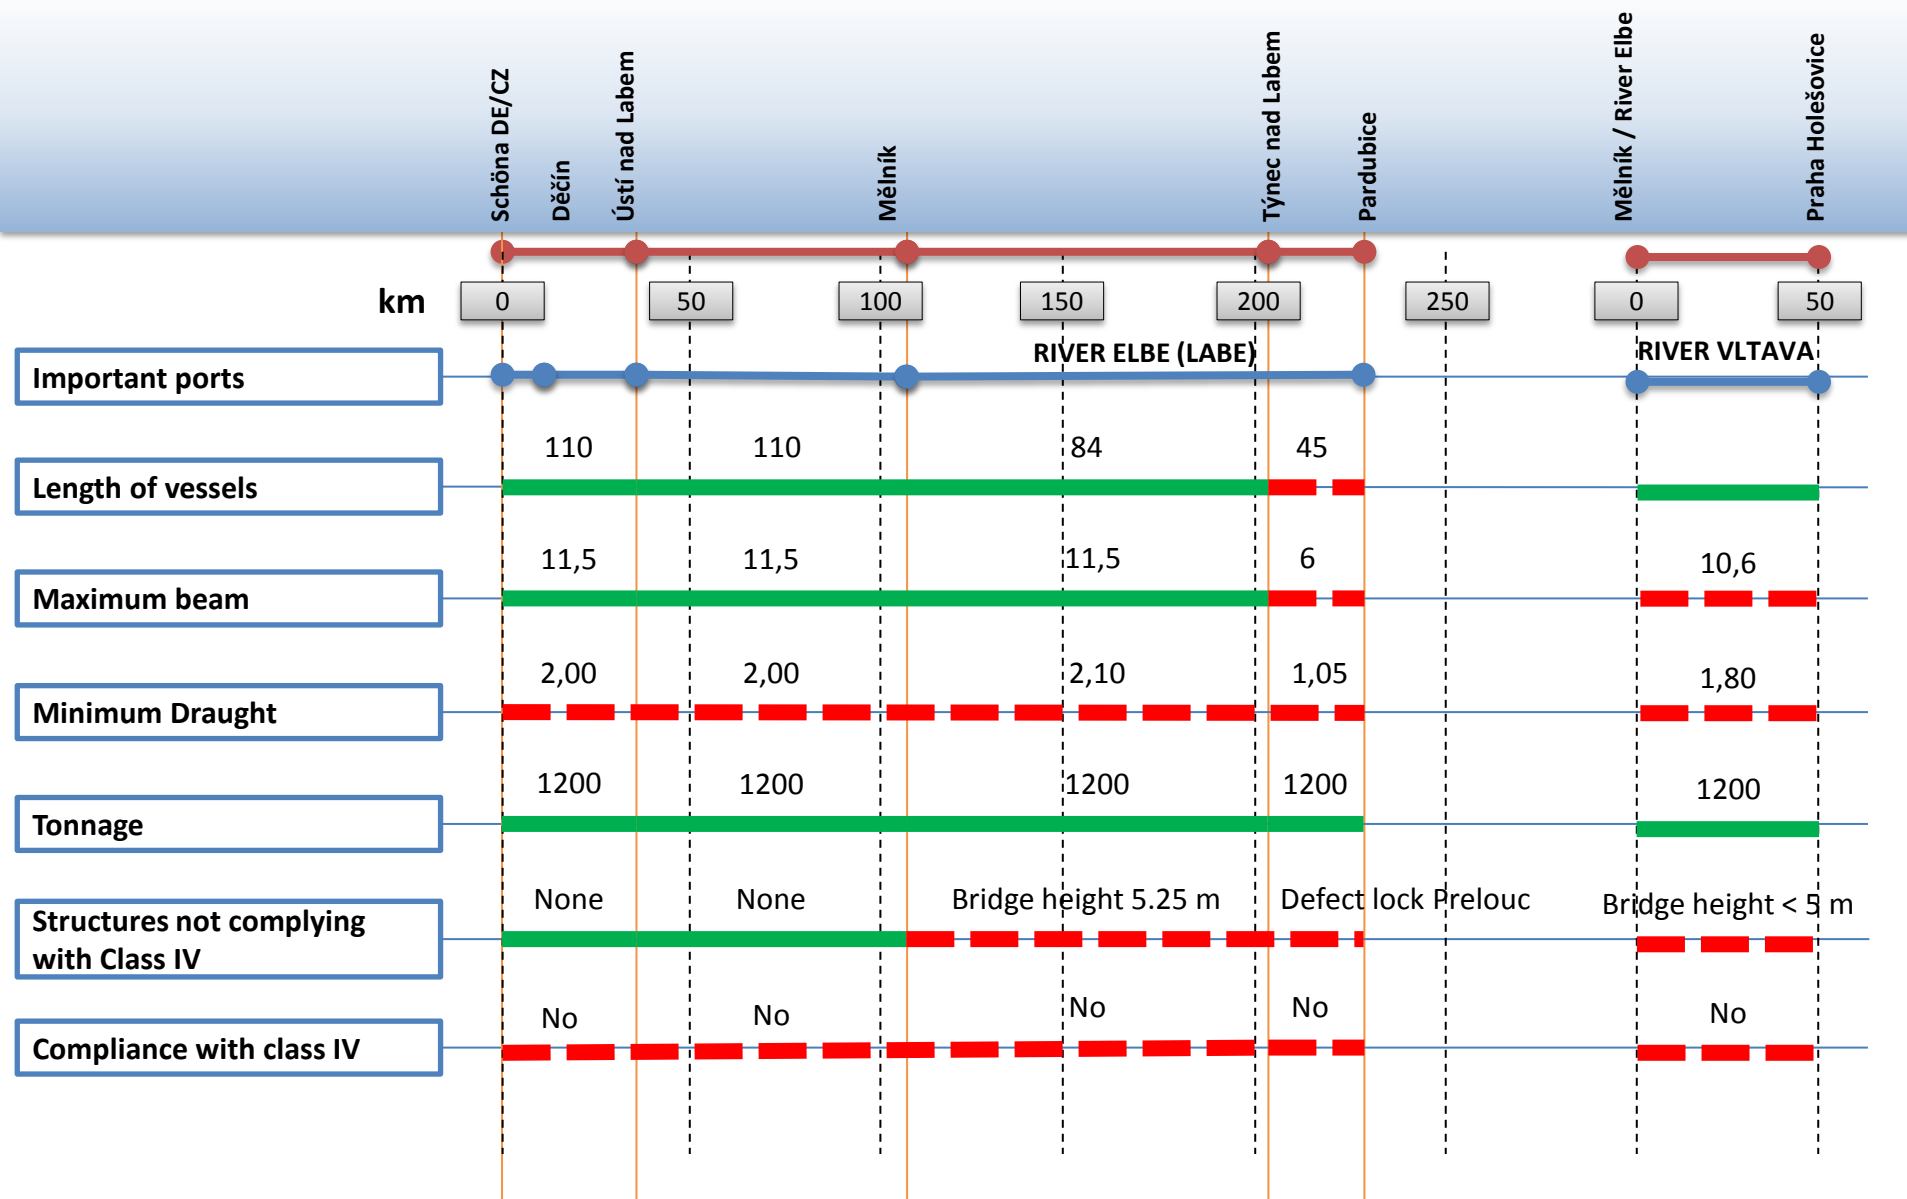 Schöna DE/CZ
Děčín
Ústí nad Labem
Mělník
Týnec nad Labem
Pardubice
Mělník / River Elbe
Praha Holešovice
km
0
50
100
150
200
250
0
50
Important ports
RIVER ELBE (LABE)
RIVER VLTAVA
Length of vessels
110
110
84
45
Maximum beam
11,5
11,5
11,5
6
10,6
Minimum Draught
2,00
2,00
2,10
1,05
1,80
Tonnage
1200
1200
1200
1200
1200
Structures not complying
with Class IV
None
None
Bridge height 5.25 m
Defect lock Prelouc
Bridge height < 5 m
Compliance with class IV
No
No
No
No
No